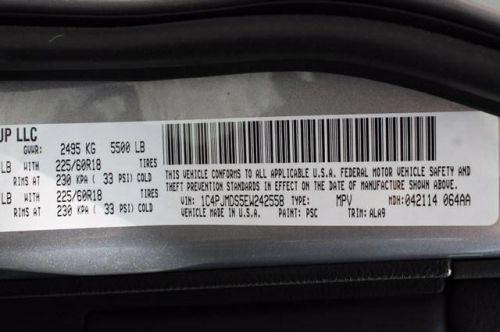 UP LLC
GVWR: 2495 KG 5500 LB
LB WITH 225/60R18 TIRES
RIMS AT 230 KPA ( 33 PSI) COLD
LB WITH 225/60R18 TIRES
RIMS AT 230 KPA ( 33 PSI) COLD
THIS VEHICLE CONFORMS TO ALL APPLICABLE U.S.A. FEDERAL MOTOR VEHICLE SAFETY AND
THEFT PREVENTION STANDARDS IN EFFECT ON THE DATE OF MANUFACTURE SHOWN ABOVE.
VIN: 1C4PJMDS5EW242558 TYPE: MPV MDH: 042114 064AA
VEHICLE MADE IN U.S.A. PAINT: PSC TRIM: ALA9